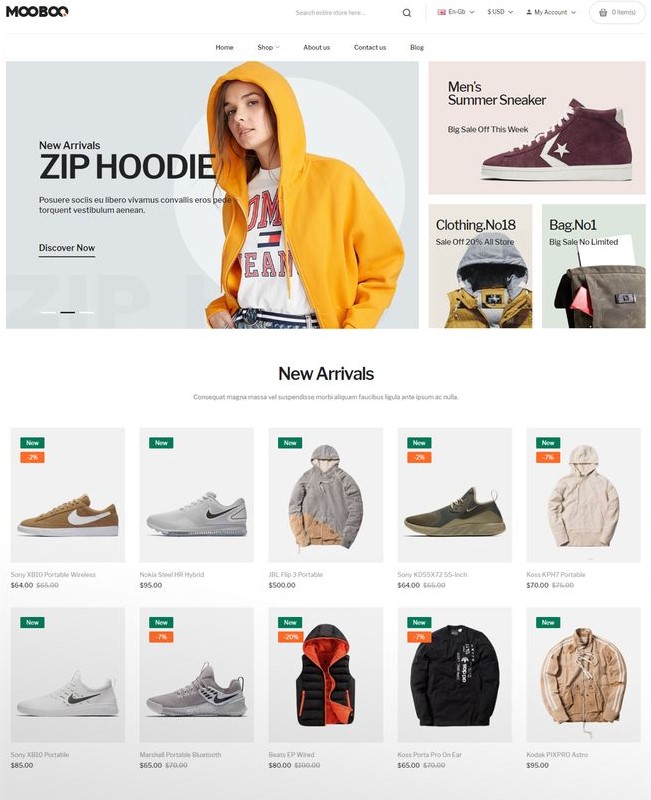 MOOBOO
Search entire store here ...
En-Gb
$ USD
My Account
0 Item(s)
Home
Shop
About us
Contact us
Blog
New Arrivals
ZIP HOODIE
Posuere sociis eu libero vivamus convallis eros pede
torquent vestibulum aenean.
Discover Now
ZIP
Men's
Summer Sneaker
Big Sale Off This Week
Clothing.No18
Sale Off 20% All Store
Bag.No1
Big Sale No Limited
New Arrivals
Consequat magna massa vel suspendisse morbi aliquam faucibus ligula ante ipsum ac nulla.
New
-2%
Sony XB10 Portable Wireless
$64.00 $65.00
New
Nokia Steel HR Hybrid
$95.00
New
JBL Flip 3 Portable
$500.00
New
-2%
Sony KD55X72 55-Inch
$64.00 $65.00
New
-7%
Koss KPH7 Portable
$70.00 $75.00
New
Sony XB10 Portable
$85.00
New
-7%
Marshall Portable Bluetooth
$65.00 $70.00
New
-20%
Beats EP Wired
$80.00 $100.00
New
-7%
Koss Porta Pro On Ear
$65.00 $70.00
New
Kodak PIXPRO Astro
$95.00